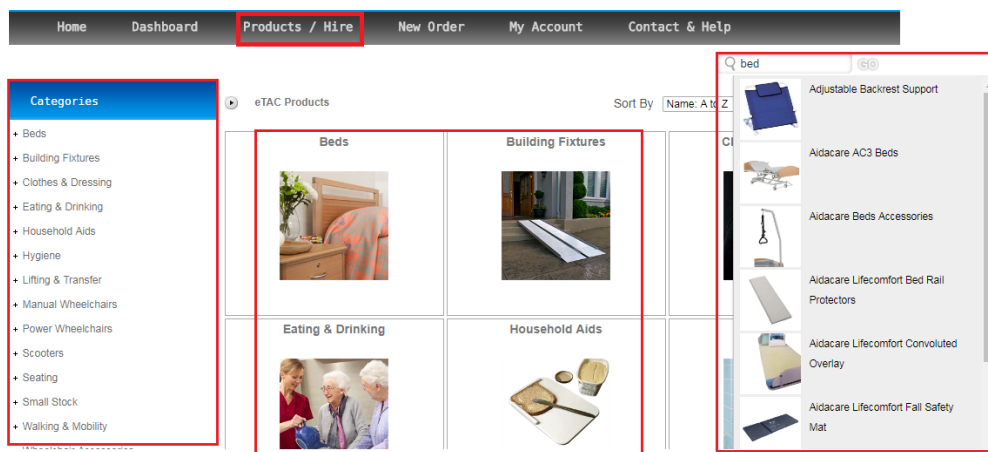 Home Dashboard Products / Hire New Order My Account Contact & Help
bed GO
Categories
eTAC Products
Sort By Name: A to Z
Beds
Building Fixtures
Clothes & Dressing
Eating & Drinking
Household Aids
Hygiene
Lifting & Transfer
Manual Wheelchairs
Power Wheelchairs
Scooters
Seating
Small Stock
Walking & Mobility
Wheelchair Accessories
Beds
Building Fixtures
Cl
Eating & Drinking
Household Aids
Adjustable Backrest Support
Aidacare AC3 Beds
Aidacare Beds Accessories
Aidacare Lifecomfort Bed Rail
Protectors
Aidacare Lifecomfort Convoluted
Overlay
Aidacare Lifecomfort Fall Safety
Mat